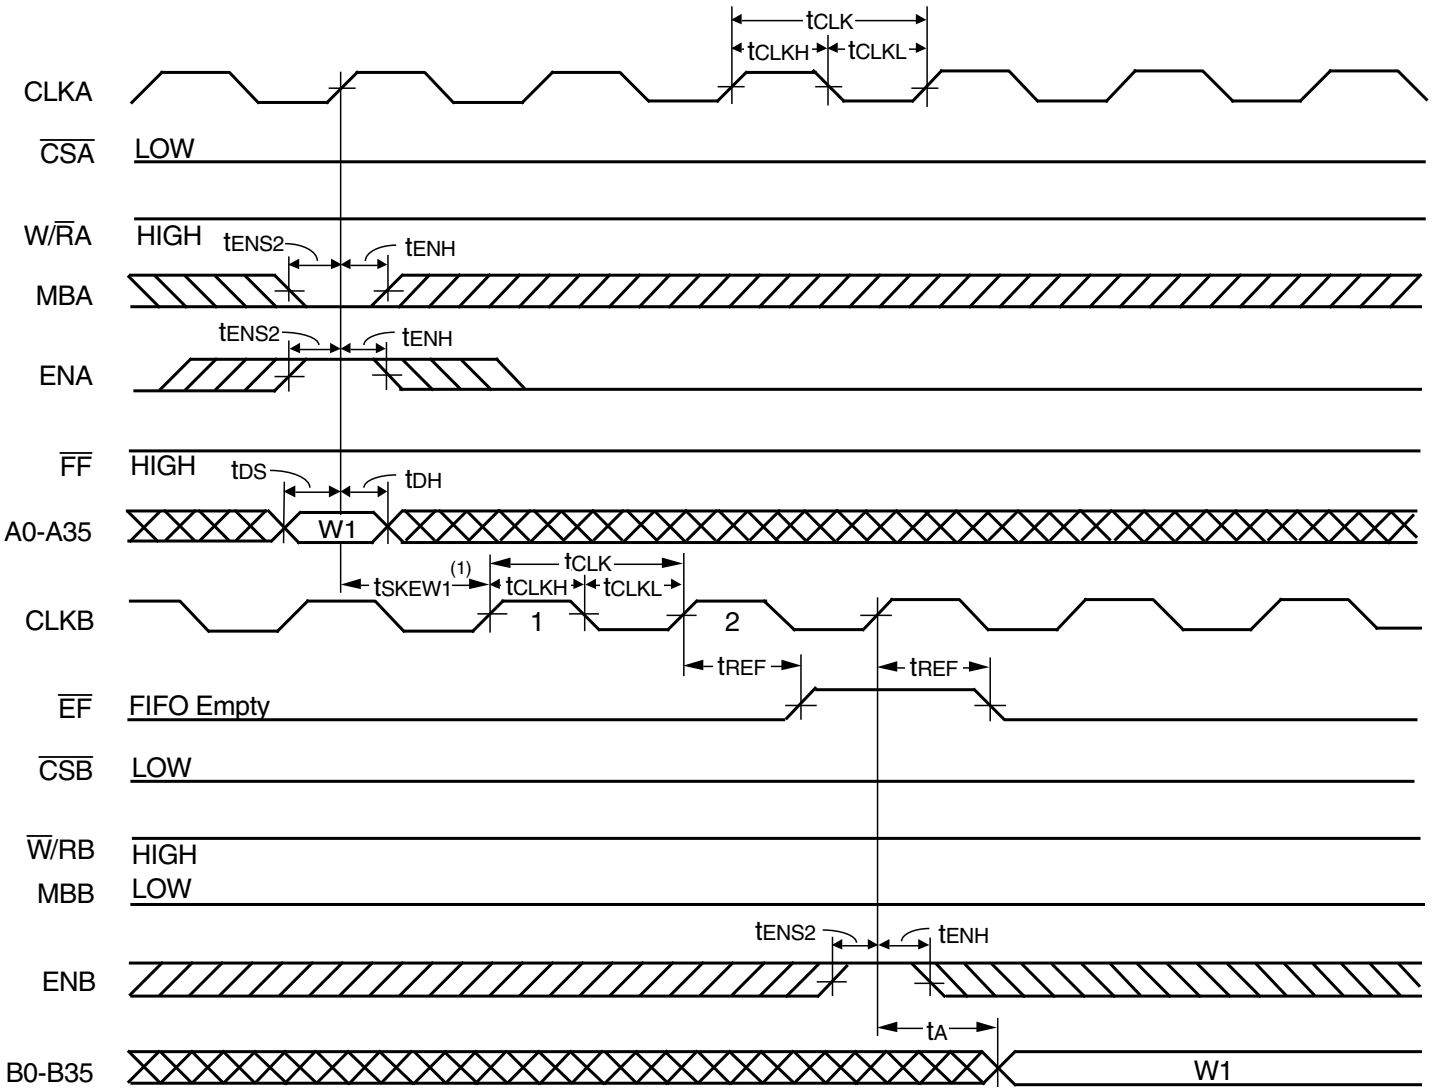 tCLK
tCLKH tCLKL
CLKA
CSA LOW
W/RA HIGH
tENS2 tENH
MBA
tENS2 tENH
ENA
FF HIGH
tDS tDH
A0-A35 W1
tSKEW1(1) tCLK
tCLKH tCLKL
CLKB 1 2
tREF tREF
EF FIFO Empty
CSB LOW
W/RB HIGH
MBB LOW
tENS2 tENH
ENB
tA
B0-B35 W1